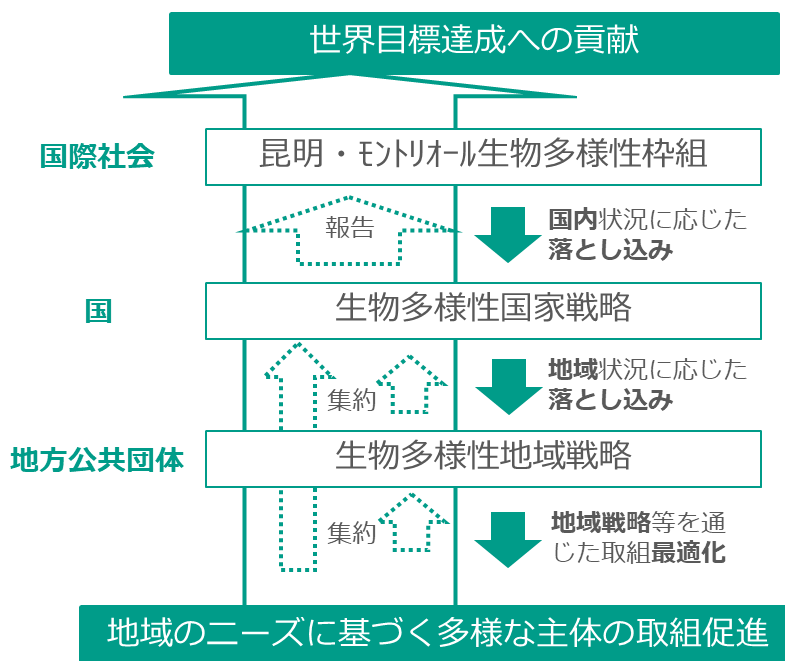 世界目標達成への貢献
国際社会
昆明・ﾓﾝﾄﾘｵｰﾙ生物多様性枠組
報告
国内状況に応じた
落とし込み
国
生物多様性国家戦略
集約
地域状況に応じた
落とし込み
地方公共団体
生物多様性地域戦略
集約
地域戦略等を通
じた取組最適化
地域のニーズに基づく多様な主体の取組促進